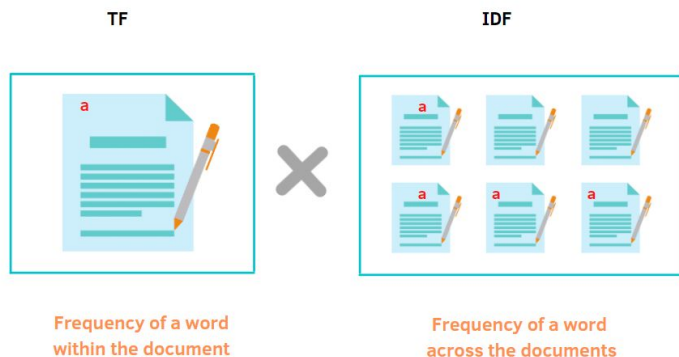 TF
IDF
a
a
a
a
a
Frequency of a word
within the document
Frequency of a word
across the documents